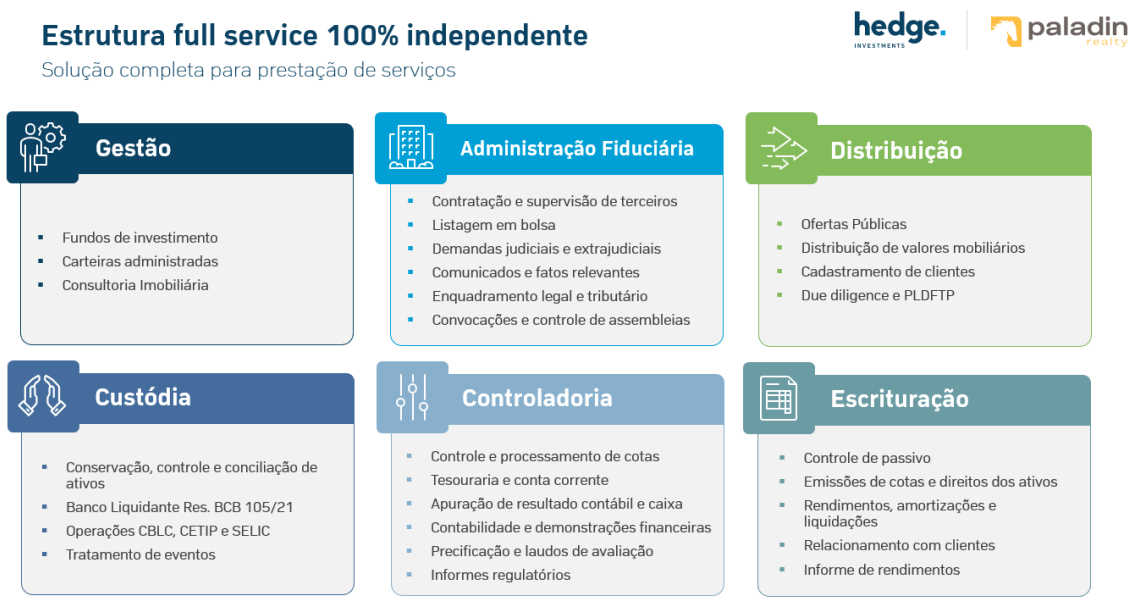 Estrutura full service 100% independente
Solução completa para prestação de serviços
hedge.
INVESTMENTS
paladin
realty
Gestão
Fundos de investimento
Carteiras administradas
Consultoria Imobiliária
Administração Fiduciária
Contratação e supervisão de terceiros
Listagem em bolsa
Demandas judiciais e extrajudiciais
Comunicados e fatos relevantes
Enquadramento legal e tributário
Convocações e controle de assembleias
Distribuição
Ofertas Públicas
Distribuição de valores mobiliários
Cadastramento de clientes
Due diligence e PLDFTP
Custódia
Conservação, controle e conciliação de
ativos
Banco Liquidante Res. BCB 105/21
Operações CBLC, CETIP e SELIC
Tratamento de eventos
Controladoria
Controle e processamento de cotas
Tesouraria e conta corrente
Apuração de resultado contábil e caixa
Contabilidade e demonstrações financeiras
Precificação e laudos de avaliação
Informes regulatórios
Escrituração
Controle de passivo
Emissões de cotas e direitos dos ativos
Rendimentos, amortizações e
liquidações
Relacionamento com clientes
Informe de rendimentos